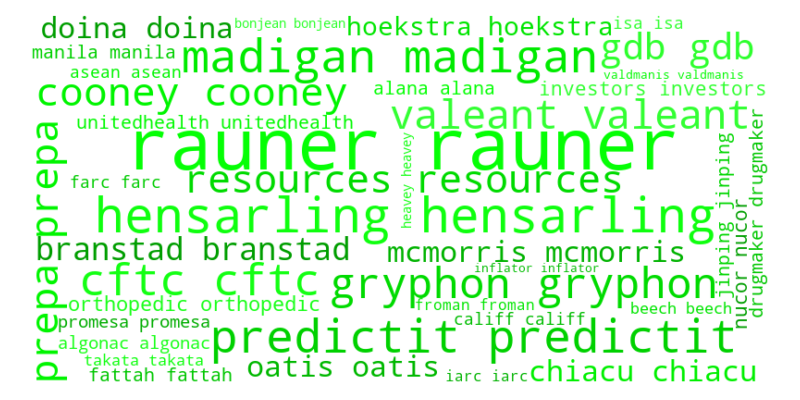 doina doina
bonjean bonjean
hoekstra hoekstra
isa isa
manila manila
madigan madigan
gdb gdb
asean asean
valdmanis valdmanis
cooney cooney
alana alana
investors investors
unitedhealth unitedhealth
valeant valeant
rauner rauner
heavey heavey
farc farc
resources resources
prepa prepa
hensarling hensarling
jinping jinping
nucor nucor
drugmaker drugmaker
branstad branstad
mcmorris mcmorris
cftc cftc
inflator inflator
gryphon gryphon
orthopedic orthopedic
froman froman
beech beech
promesa promesa
califf califf
algonac algonac
predictit predictit
takata takata
fattah fattah
oatis oatis
iarc iarc
chiacu chiacu